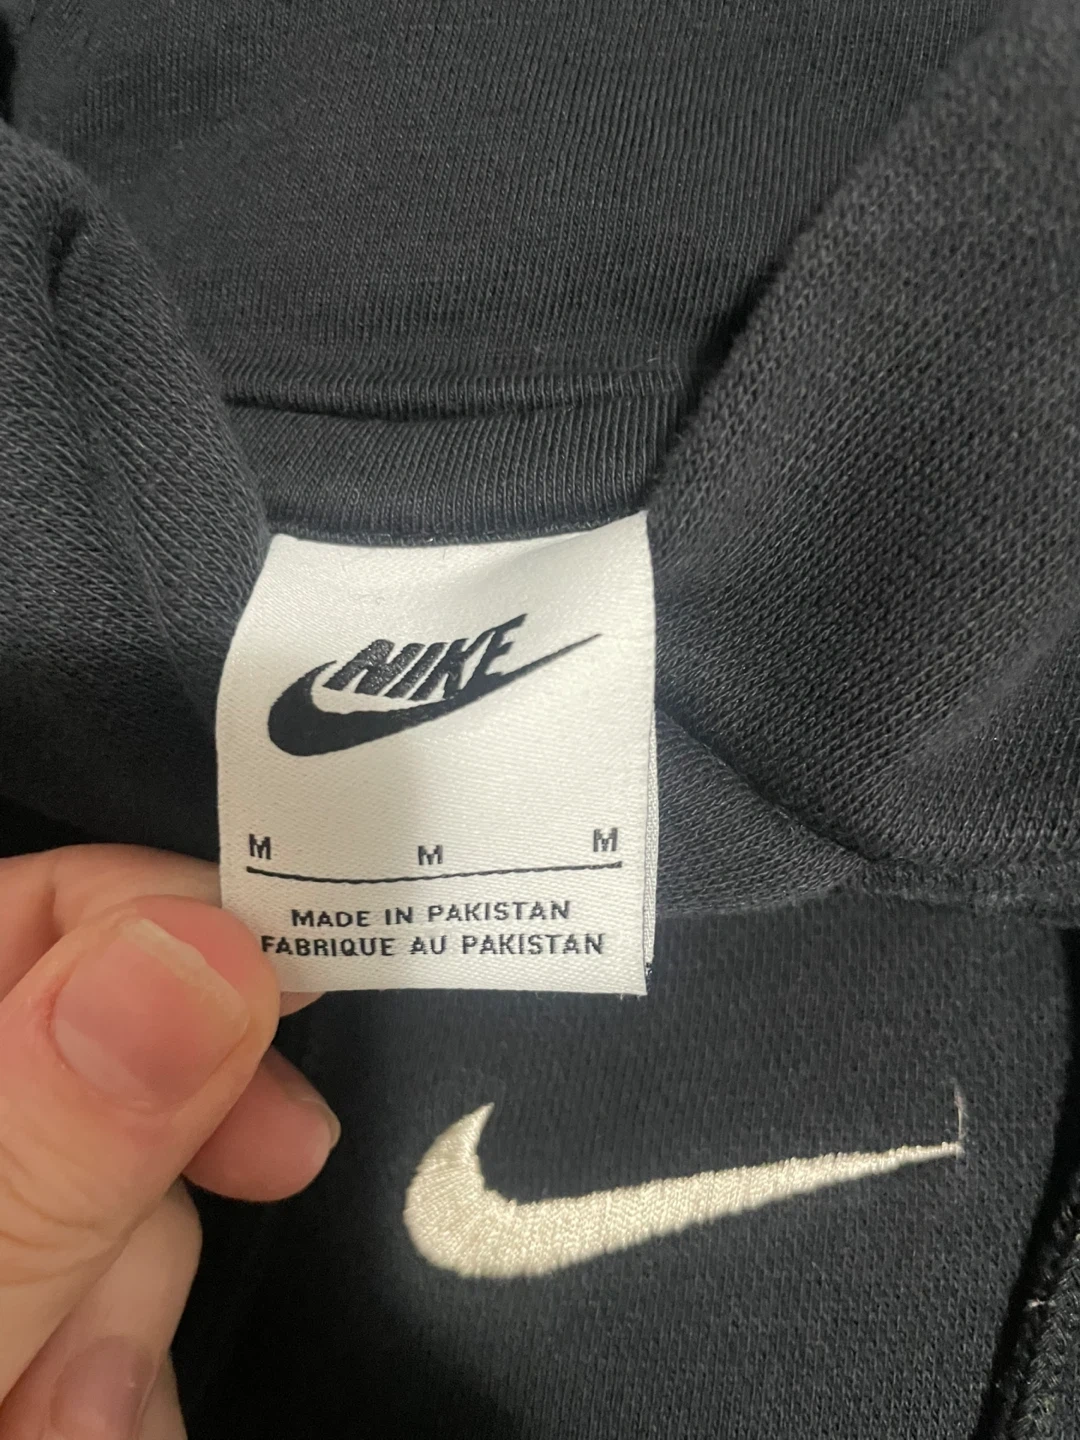 NIKE
M M M
MADE IN PAKISTAN
FABRIQUE AU PAKISTAN